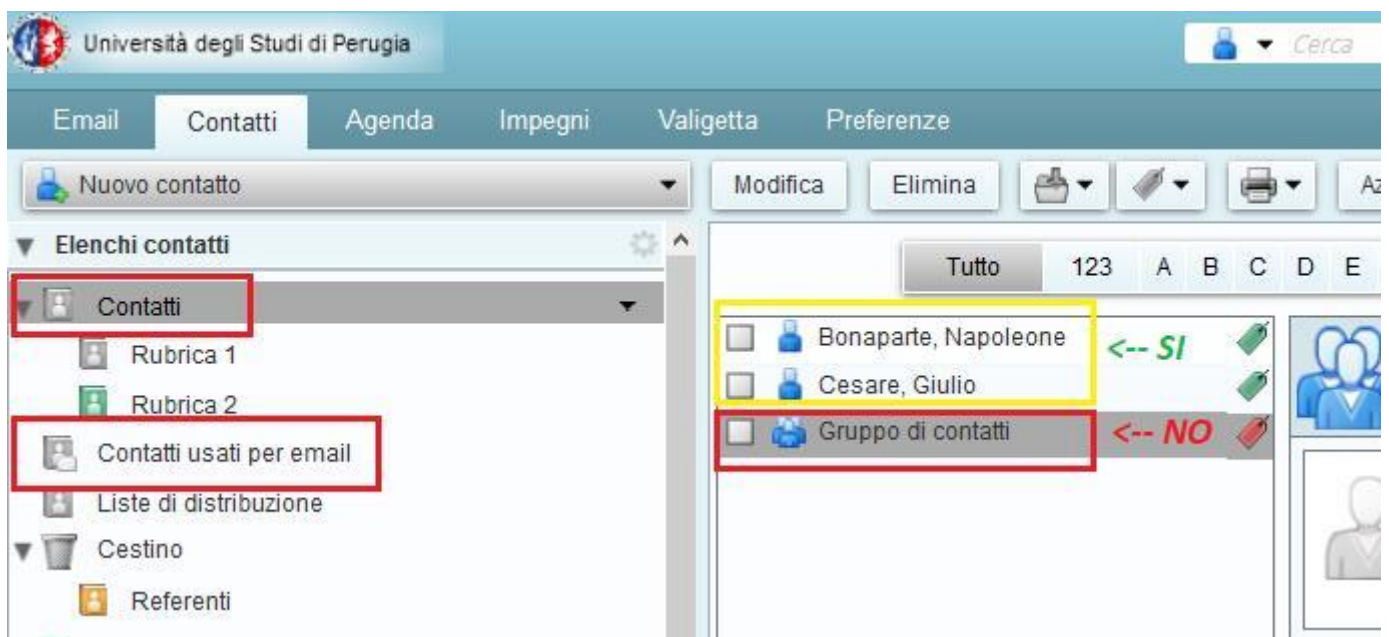 Università degli Studi di Perugia
Cerca
Email Contatti Agenda Impegni Valigetta Preferenze
Nuovo contatto
Modifica Elimina
Elenchi contatti
Tutto 123 A B C D E
Contatti
Rubrica 1
Rubrica 2
Contatti usati per email
Liste di distribuzione
Cestino
Referenti
Bonaparte, Napoleone <-- SI
Cesare, Giulio
Gruppo di contatti <-- NO